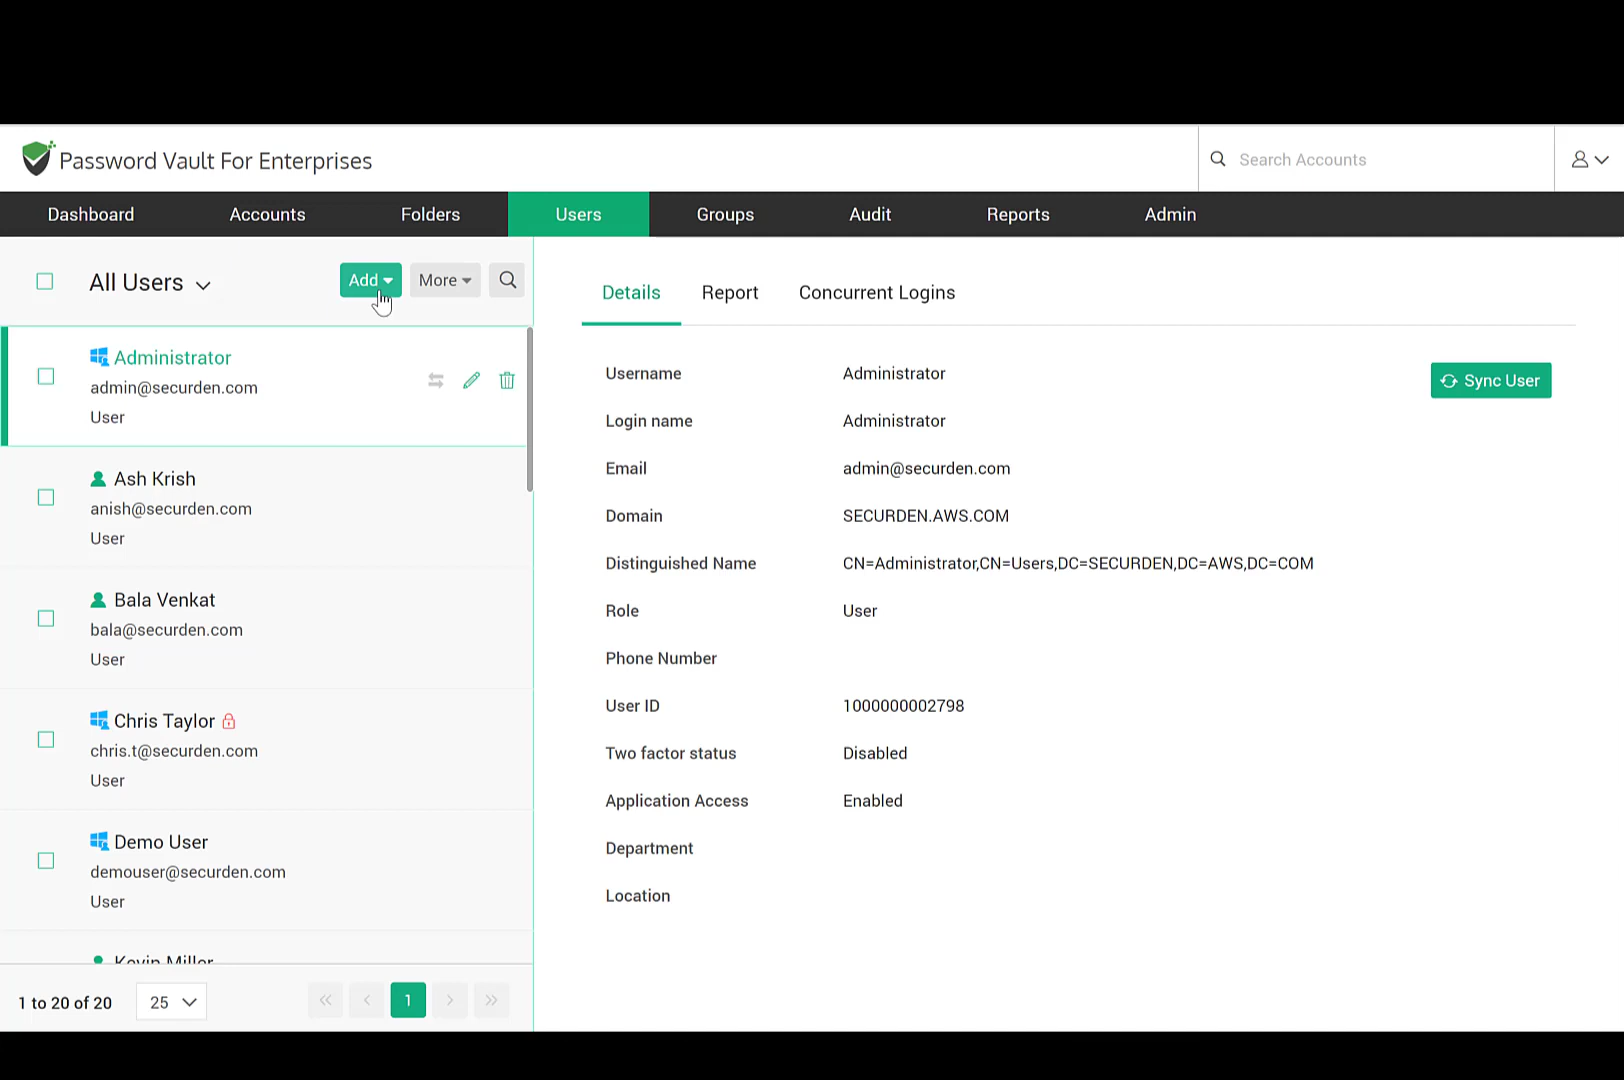 Password Vault For Enterprises
Search Accounts
Dashboard Accounts Folders Users Groups Audit Reports Admin
All Users Add More
Administrator
admin@securden.com
User
Ash Krish
anish@securden.com
User
Bala Venkat
bala@securden.com
User
Chris Taylor
chris.t@securden.com
User
Demo User
demouser@securden.com
User
Kevin Miller
1 to 20 of 20 25 « ‹ 1 › »
Details Report Concurrent Logins
Username Administrator
Sync User
Login name Administrator
Email admin@securden.com
Domain SECURDEN.AWS.COM
Distinguished Name CN=Administrator,CN=Users,DC=SECURDEN,DC=AWS,DC=COM
Role User
Phone Number
User ID 1000000002798
Two factor status Disabled
Application Access Enabled
Department
Location